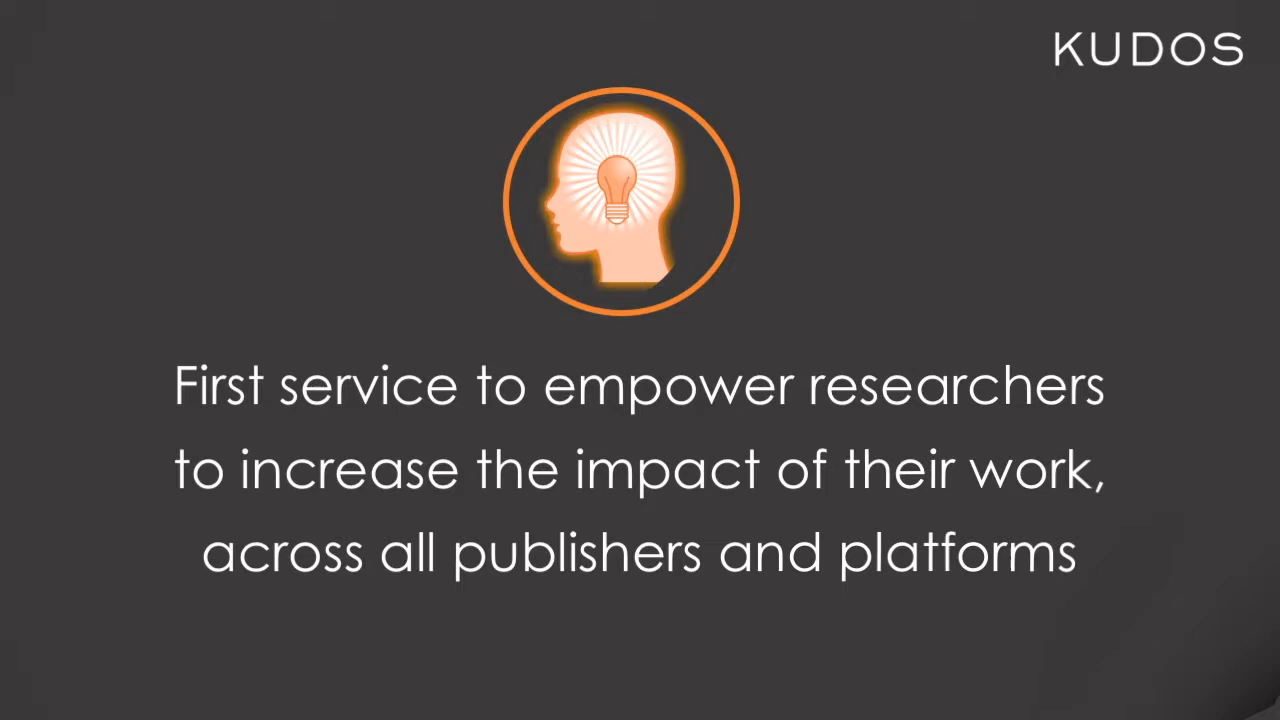 KUDOS
First service to empower researchers
to increase the impact of their work,
across all publishers and platforms